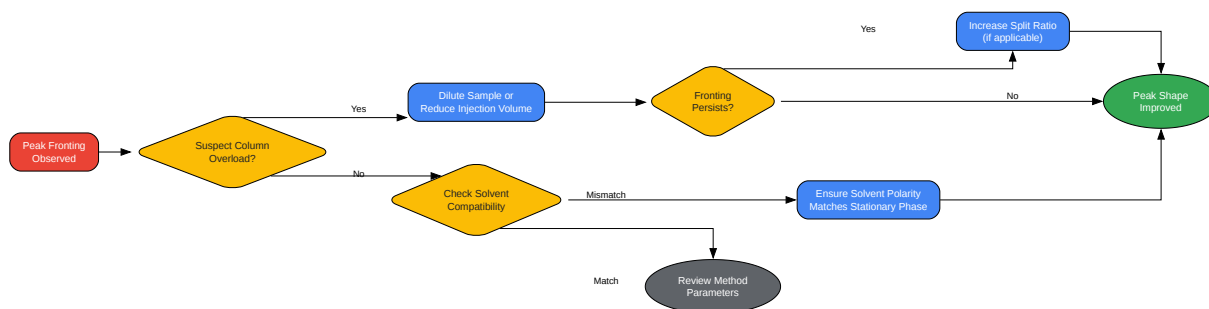 Yes
Increase Split Ratio
(if applicable)
Yes
Dilute Sample or
Reduce Injection Volume
Fronting
Persists?
No
Peak Shape
Improved
Peak Fronting
Observed
Suspect Column
Overload?
No
Check Solvent
Compatibility
Mismatch
Ensure Solvent Polarity
Matches Stationary Phase
Match
Review Method
Parameters